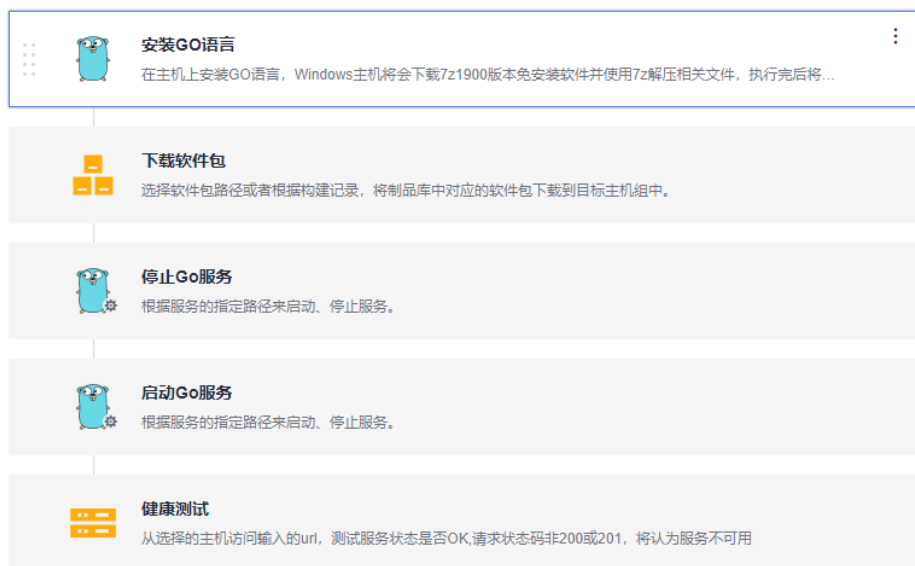 安装GO语言
在主机上安装GO语言，Windows主机将会下载7z1900版本免安装软件并使用7z解压相关文件，执行完后将...
下载软件包
选择软件包路径或者根据构建记录，将制品库中对应的软件包下载到目标主机组中。
停止Go服务
根据服务的指定路径来启动、停止服务。
启动Go服务
根据服务的指定路径来启动、停止服务。
健康测试
从选择的主机访问输入的url，测试服务状态是否OK,请求状态码非200或201，将认为服务不可用